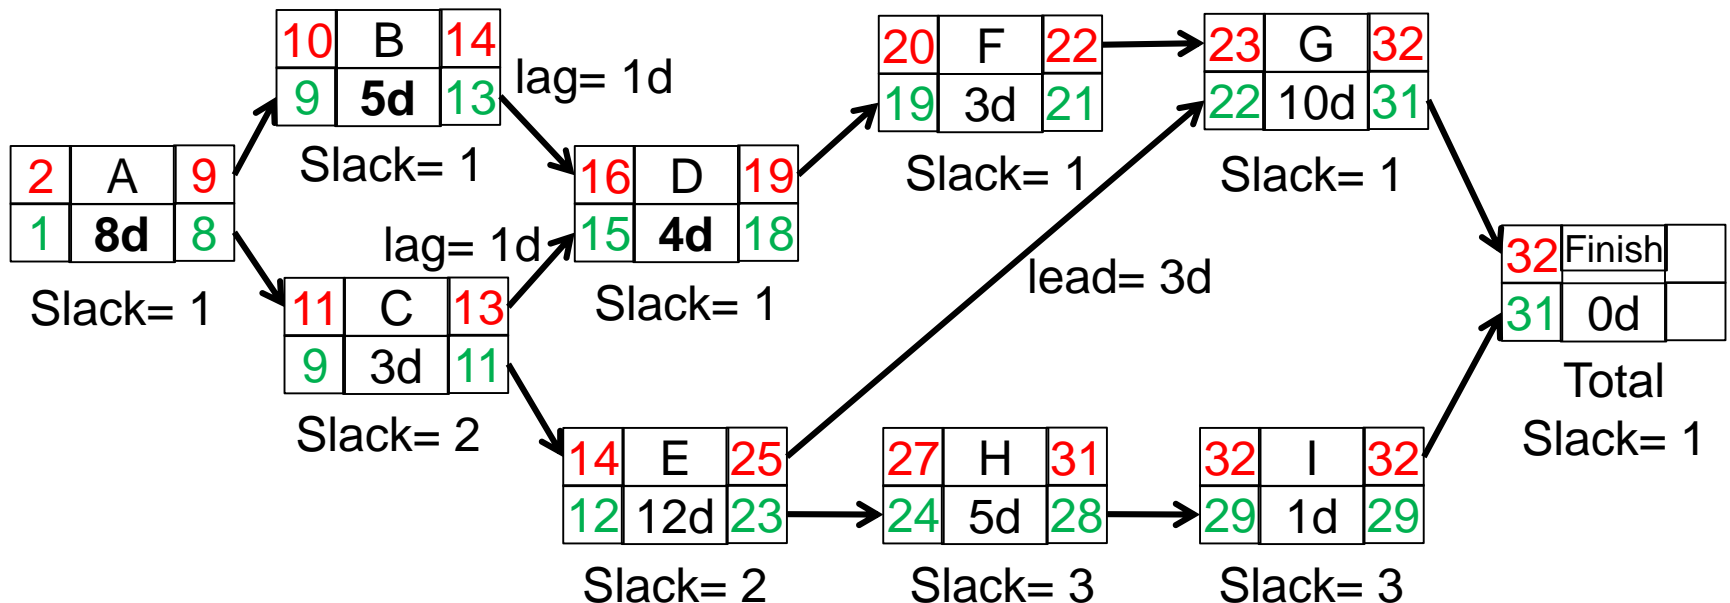 10 B 14
9 5d 13
Slack= 1
lag= 1d
20 F 22
19 3d 21
Slack= 1
23 G 32
22 10d 31
Slack= 1
2 A 9
1 8d 8
Slack= 1
16 D 19
15 4d 18
Slack= 1
lag= 1d
11 C 13
9 3d 11
Slack= 2
lead= 3d
32 Finish
31 0d
Total
Slack= 1
14 E 25
12 12d 23
Slack= 2
27 H 31
24 5d 28
Slack= 3
32 I 32
29 1d 29
Slack= 3